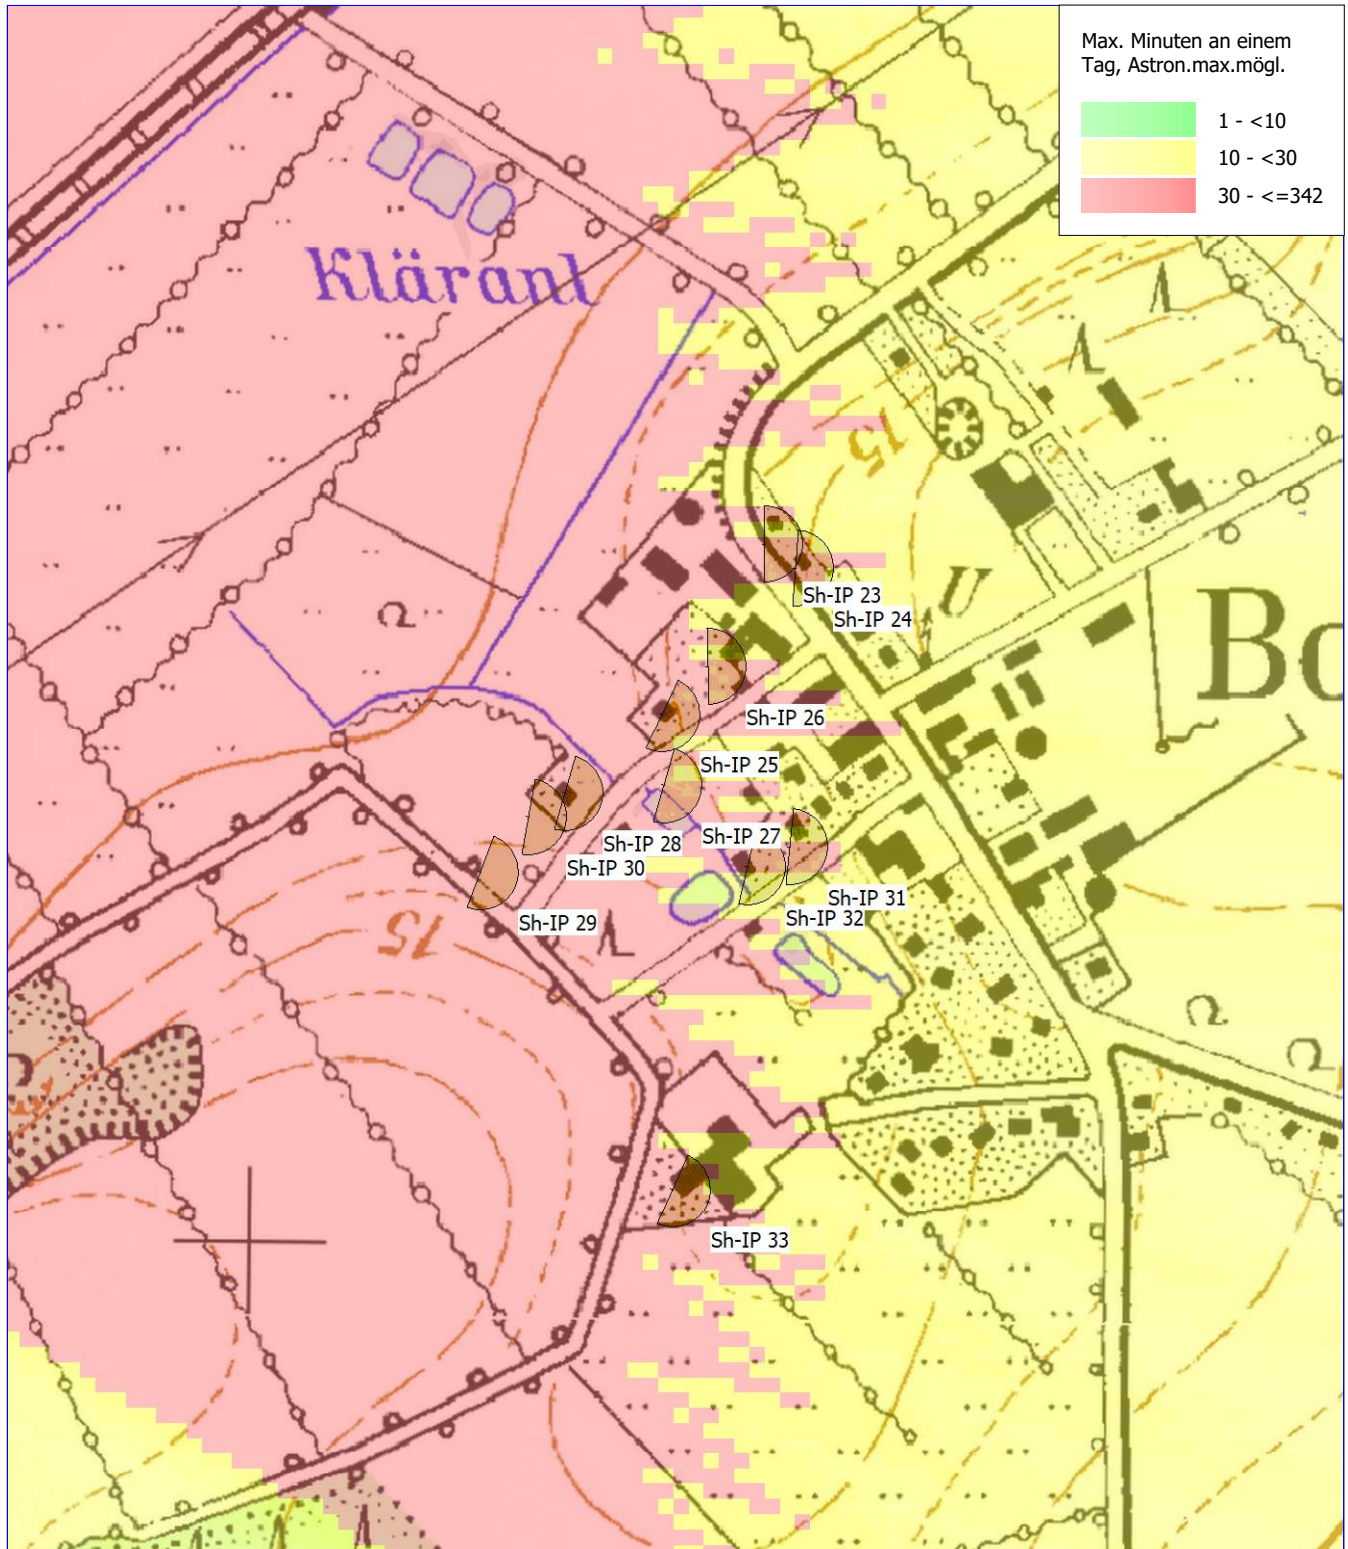 Max. Minuten an einem
Tag, Astron.max.mögl.
1 - <10
10 - <30
30 - <=342
Kläranl
15
U
Bo
Sh-IP 23
Sh-IP 24
Sh-IP 26
Sh-IP 25
Sh-IP 27
Sh-IP 28
Sh-IP 30
Sh-IP 31
Sh-IP 32
Sh-IP 29
15
Sh-IP 33